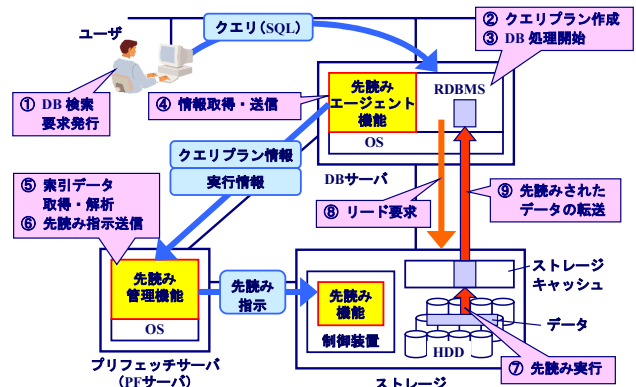 ユーザ
クエリ(SQL)
② クエリプラン作成
③ DB 処理開始
① DB 検索
要求発行
④ 情報取得・送信
先読み
エージェント
機能
RDBMS
OS
DBサーバ
クエリプラン情報
実行情報
⑤ 索引データ
取得・解析
⑥ 先読み指示送信
⑧ リード要求
⑨ 先読みされた
データの転送
先読み
管理機能
OS
プリフェッチサーバ
(PFサーバ)
先読み
指示
先読み
機能
制御装置
ストレージ
キャッシュ
データ
HDD
⑦ 先読み実行
ストレージ